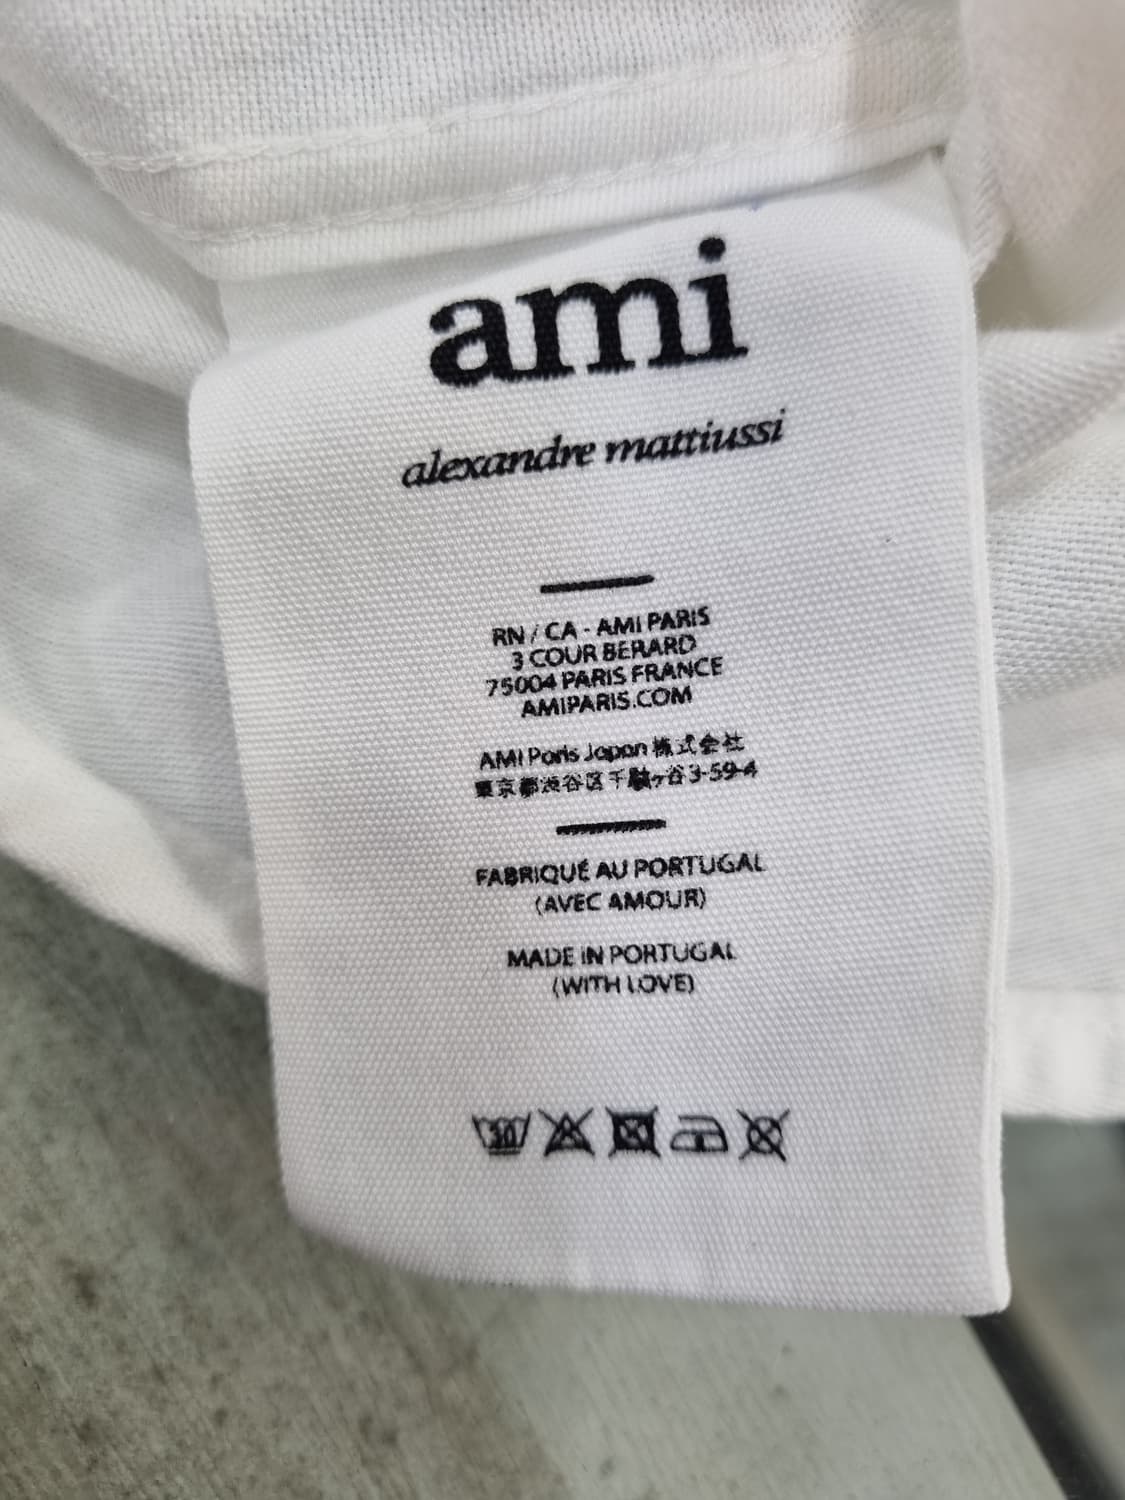 ami
alexandre mattiussi
RN / CA - AMI PARIS
3 COUR BERARD
75004 PARIS FRANCE
AMIPARIS.COM
AMI Paris Japan 株式会社
東京都渋谷区千駄ヶ谷3-59-4
FABRIQUÉ AU PORTUGAL
(AVEC AMOUR)
MADE IN PORTUGAL
(WITH LOVE)
30